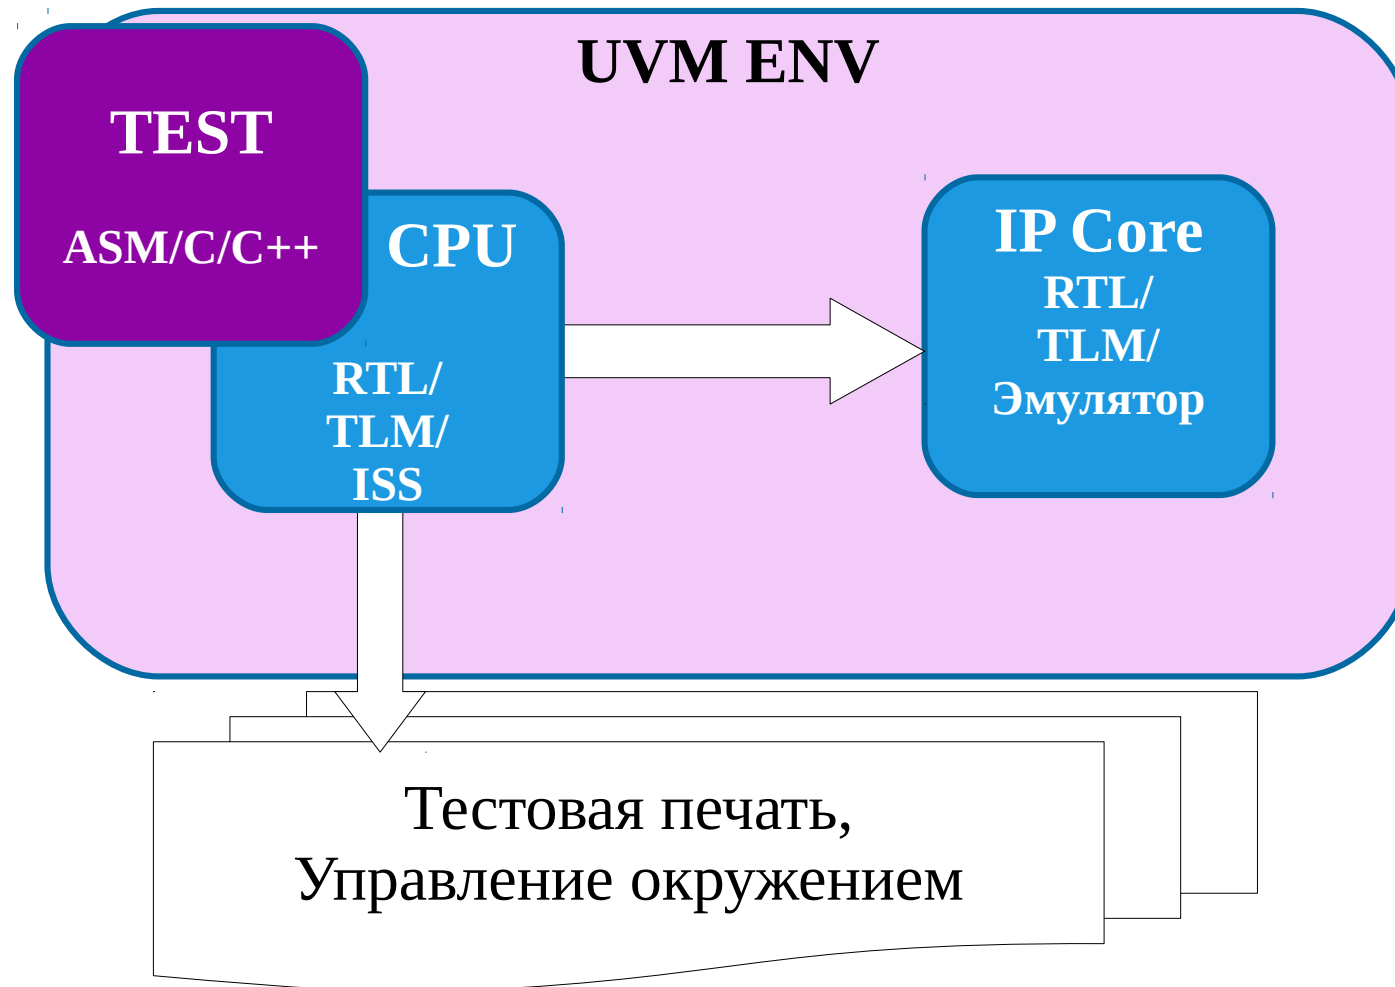 UVM ENV
TEST
ASM/C/C++
CPU
RTL/
TLM/
ISS
IP Core
RTL/
TLM/
Эмулятор
Тестовая печать,
Управление окружением